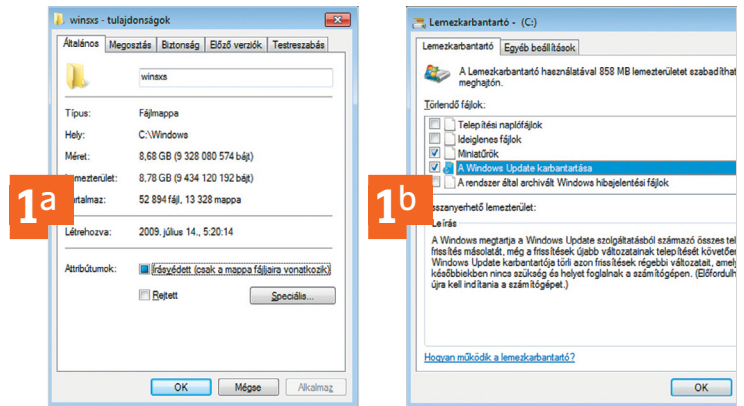 winsxs - tulajdonságok
Általános Megosztás Biztonság Előző verziók Testreszabás
winsxs
Típus: Fájlmappa
Hely: C:\Windows
Méret: 8,68 GB (9 328 080 574 bájt)
lemezterület: 8,78 GB (9 434 120 192 bájt)
rtalmaz: 52 894 fájl, 13 328 mappa
Létrehozva: 2009. július 14., 5:20:14
Attribútumok: Írásvédett (csak a mappa fájljaira vonatkozik)
Rejtett Speciális...
OK Mégse Alkalmaz
1a
Lemezkarbantartó - (C:)
Lemezkarbantartó Egyéb beállítások
A Lemezkarbantartó használatával 858 MB lemezterületet szabadíthat
meghajtón.
Törlendő fájlok:
Telepítési naplófájlok
Ideiglenes fájlok
Miniatűrök
A Windows Update karbantartása
A rendszer által archivált Windows hibajelentési fájlok
sszanyerhető lemezterület:
Leírás
A Windows megtartja a Windows Update szolgáltatásból származó összes tel
frissítés másolatát, még a frissítések újabb változatainak telepítését követőer
Windows Update karbantartója törli azon frissítések régebbi változatait, amely
későbbiekben nincs szükség és helyet foglalnak a számítógépen. (Előfordulh
újra kell indítania a számítógépet.)
Hogyan működik a lemezkarbantartó?
OK
1b